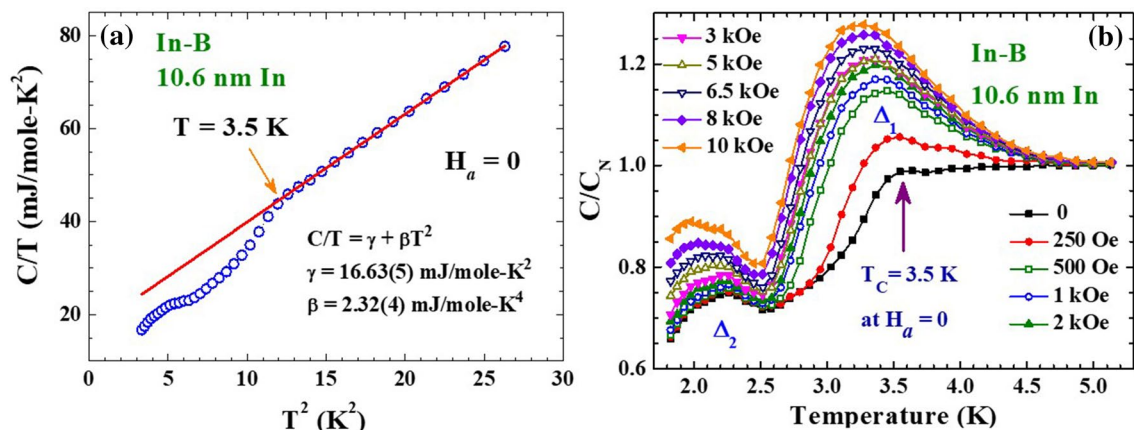 (a)
In-B
10.6 nm In
T = 3.5 K
Hₐ = 0
C/T = γ + βT²
γ = 16.63(5) mJ/mole-K²
β = 2.32(4) mJ/mole-K⁴
C/T (mJ/mole-K²)
80
60
40
20
0 5 10 15 20 25 30
T² (K²)
(b)
3 kOe
5 kOe
6.5 kOe
8 kOe
10 kOe
In-B
10.6 nm In
Δ₁
Δ₂
T_C = 3.5 K
at Hₐ = 0
0
250 Oe
500 Oe
1 kOe
2 kOe
C/C_N
1.2
1.0
0.8
0.6
2.0 2.5 3.0 3.5 4.0 4.5 5.0
Temperature (K)